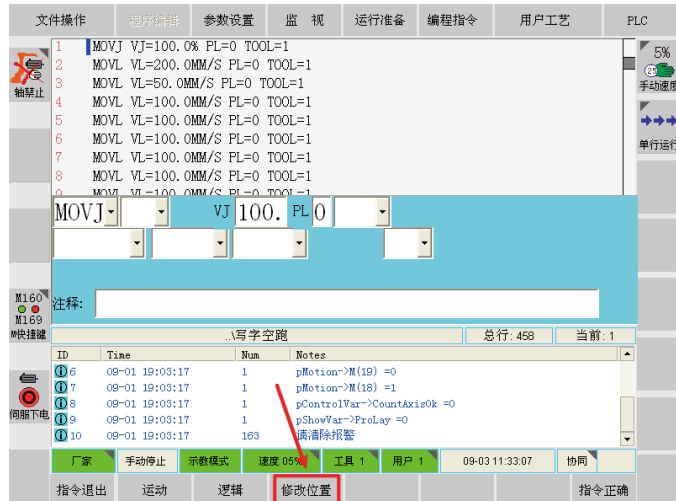 文件操作 程序编辑 参数设置 监 视 运行准备 编程指令 用户工艺 PLC
1 MOVJ VJ=100.0% PL=0 TOOL=1
2 MOVL VL=200.0MM/S PL=0 TOOL=1
3 MOVL VL=50.0MM/S PL=0 TOOL=1
4 MOVL VL=100.0MM/S PL=0 TOOL=1
5 MOVL VL=100.0MM/S PL=0 TOOL=1
6 MOVL VL=100.0MM/S PL=0 TOOL=1
7 MOVL VL=100.0MM/S PL=0 TOOL=1
8 MOVL VL=100.0MM/S PL=0 TOOL=1
9 MOVL VL=100.0MM/S PL=0 TOOL=1
轴禁止
5%
25
手动速度
单行运行
MOVJ VJ 100. PL 0
M160
M169
M快捷键
注释:
..\写字空跑 总行: 458 当前: 1
ID Time Num Notes
6 09-01 19:03:17 1 pMotion->M(19) =0
7 09-01 19:03:17 1 pMotion->M(18) =1
8 09-01 19:03:17 1 pControlVar->CountAxisOk =0
9 09-01 19:03:17 1 pShowVar->ProLay =0
10 09-01 19:03:17 163 请清除报警
伺服下电
厂家 手动停止 示教模式 速度 05% 工具 1 用户 1 09-03 11:33:07 协同
指令退出 运动 逻辑 修改位置 指令正确